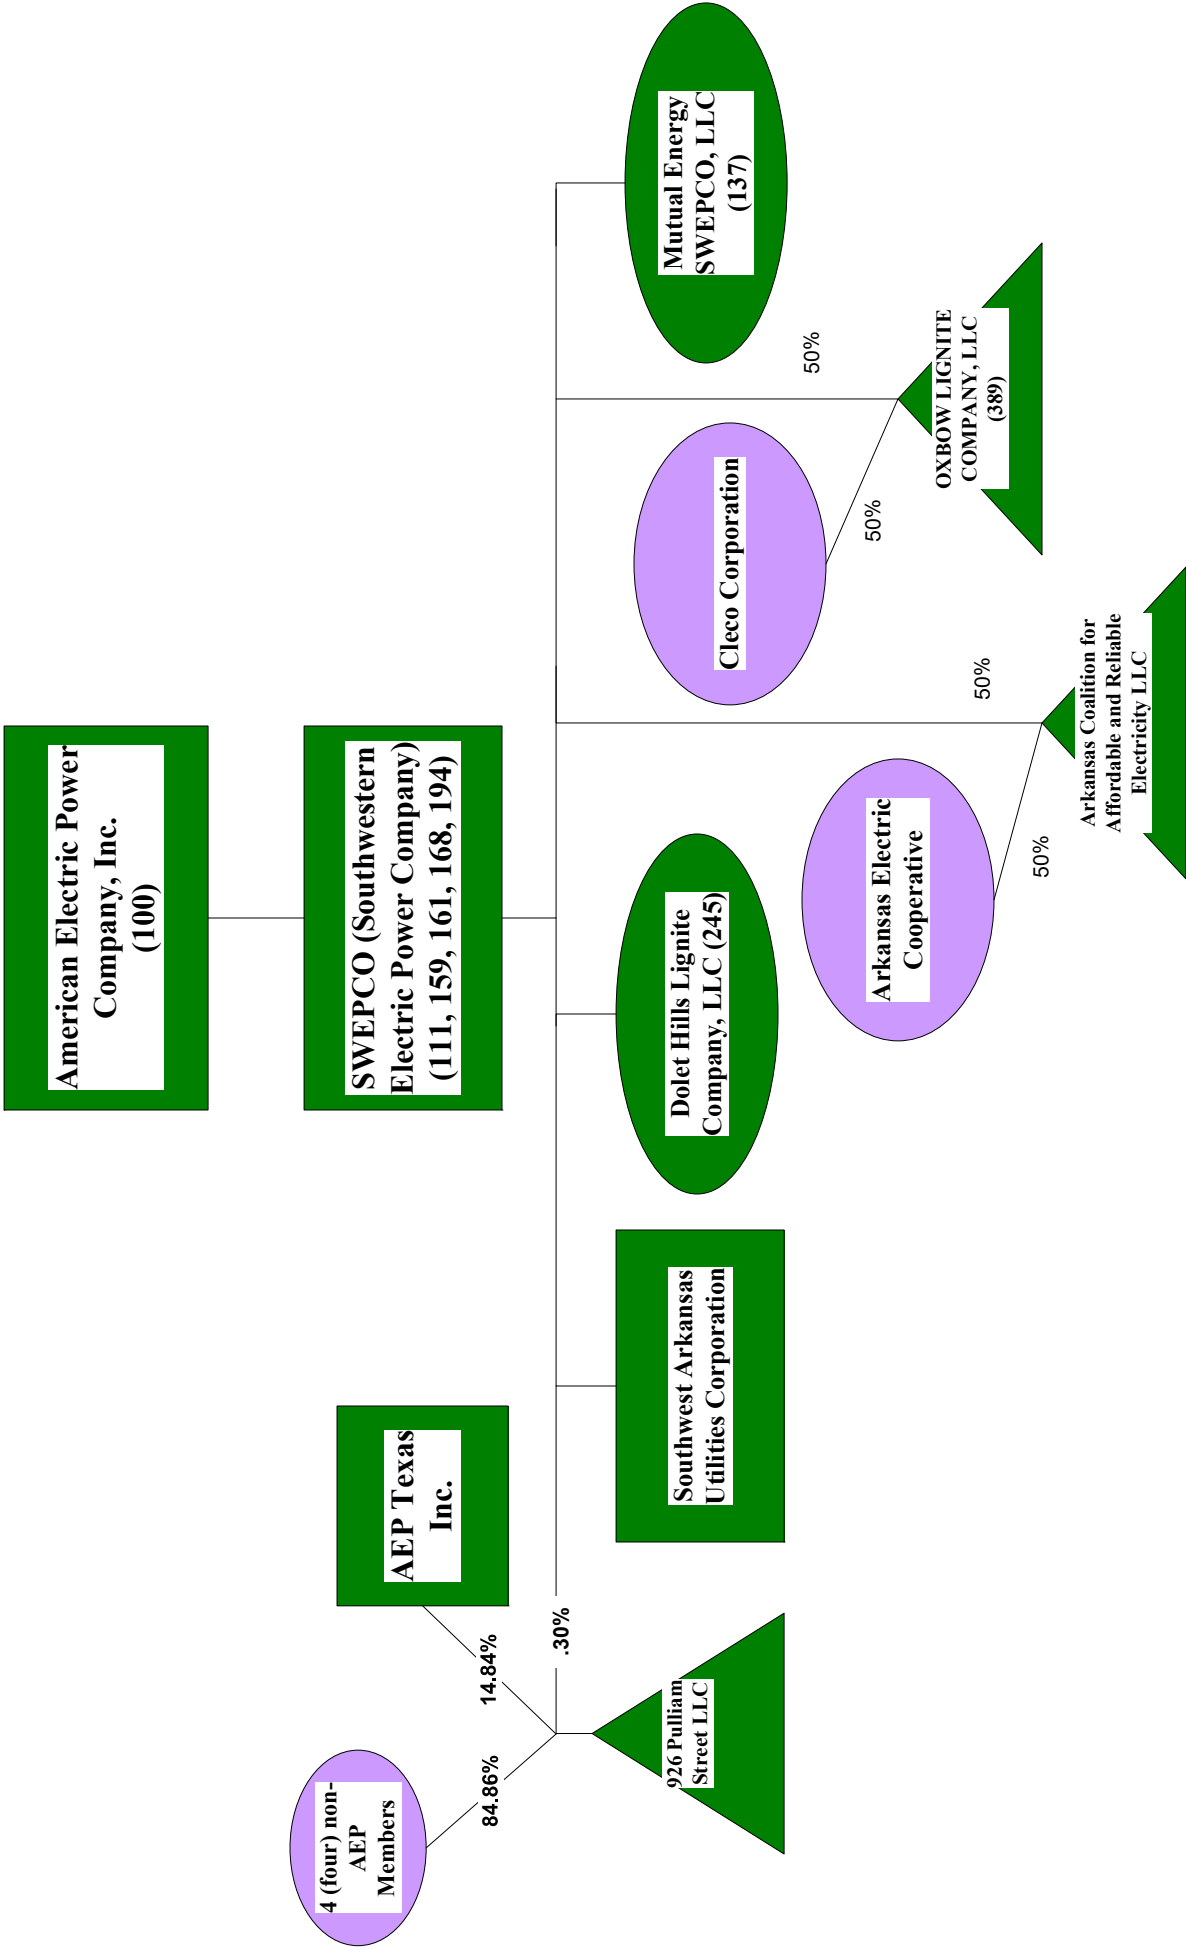 American Electric Power
Company, Inc.
(100)
SWEPCO (Southwestern
Electric Power Company)
(111, 159, 161, 168, 194)
4 (four) non-
AEP
Members
AEP Texas
Inc.
84.86%
14.84%
.30%
926 Pulliam
Street LLC
Southwest Arkansas
Utilities Corporation
Dolet Hills Lignite
Company, LLC (245)
Arkansas Electric
Cooperative
50%
50%
Arkansas Coalition for
Affordable and Reliable
Electricity LLC
Cleco Corporation
50%
50%
OXBOW LIGNITE
COMPANY, LLC
(389)
Mutual Energy
SWEPCO, LLC
(137)